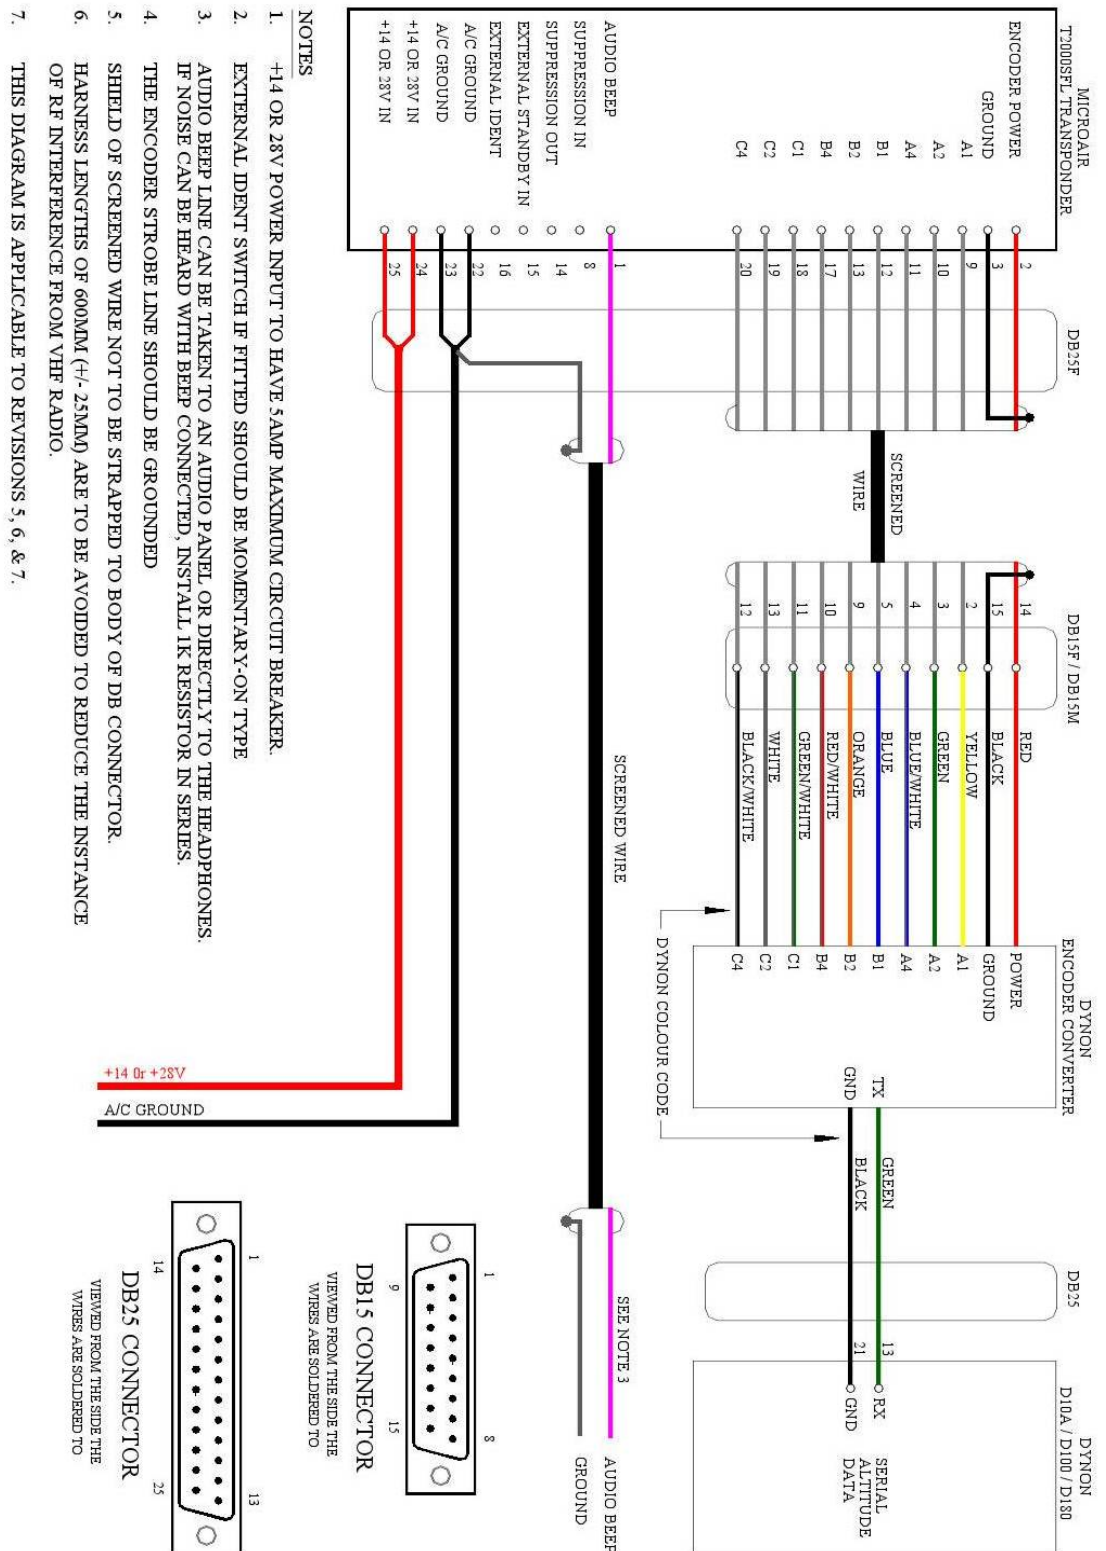 MICROAIR
T2000SFL TRANSPONDER
ENCODER POWER
GROUND
A1
A2
A4
B1
B2
B4
C1
C2
C4
AUDIO BEEP
SUPPRESSION IN
SUPPRESSION OUT
EXTERNAL STANDBY IN
EXTERNAL IDENT
A/C GROUND
A/C GROUND
+14 OR 28V IN
+14 OR 28V IN
2
3
9
10
11
12
13
17
18
19
20
1
8
14
15
16
22
23
24
25
DB25F
SCREENED
WIRE
DB15F / DB15M
14
15
2
3
4
5
9
10
11
13
12
RED
BLACK
YELLOW
GREEN
BLUE/WHITE
BLUE
ORANGE
RED/WHITE
GREEN/WHITE
WHITE
BLACK/WHITE
DYNON
ENCODER CONVERTER
POWER
GROUND
A1
A2
A4
B1
B2
B4
C1
C2
C4
TX
GND
DYNON COLOUR CODE
GREEN
BLACK
DB25
13
21
DYNON
D10A / D100 / D180
RX
GND
SERIAL
ALTITUDE
DATA
SCREENED WIRE
SEE NOTE 3
AUDIO BEEP
GROUND
+14 0r +28V
A/C GROUND
1
8
9
15
DB15 CONNECTOR
VIEWED FROM THE SIDE THE
WIRES ARE SOLDERED TO
1
13
14
25
DB25 CONNECTOR
VIEWED FROM THE SIDE THE
WIRES ARE SOLDERED TO
NOTES
1. +14 OR 28V POWER INPUT TO HAVE 5 AMP MAXIMUM CIRCUIT BREAKER.
2. EXTERNAL IDENT SWITCH IF FITTED SHOULD BE MOMENTARY-ON TYPE
3. AUDIO BEEP LINE CAN BE TAKEN TO AN AUDIO PANEL OR DIRECTLY TO THE HEADPHONES.
IF NOISE CAN BE HEARD WITH BEEP CONNECTED, INSTALL 1K RESISTOR IN SERIES.
4. THE ENCODER STROBE LINE SHOULD BE GROUNDED
5. SHIELD OF SCREENED WIRE NOT TO BE STRAPPED TO BODY OF DB CONNECTOR.
6. HARNESS LENGTHS OF 600MM (+/- 25MM) ARE TO BE AVOIDED TO REDUCE THE INSTANCE
OF RF INTERFERENCE FROM VHF RADIO.
7. THIS DIAGRAM IS APPLICABLE TO REVISIONS 5, 6, & 7.